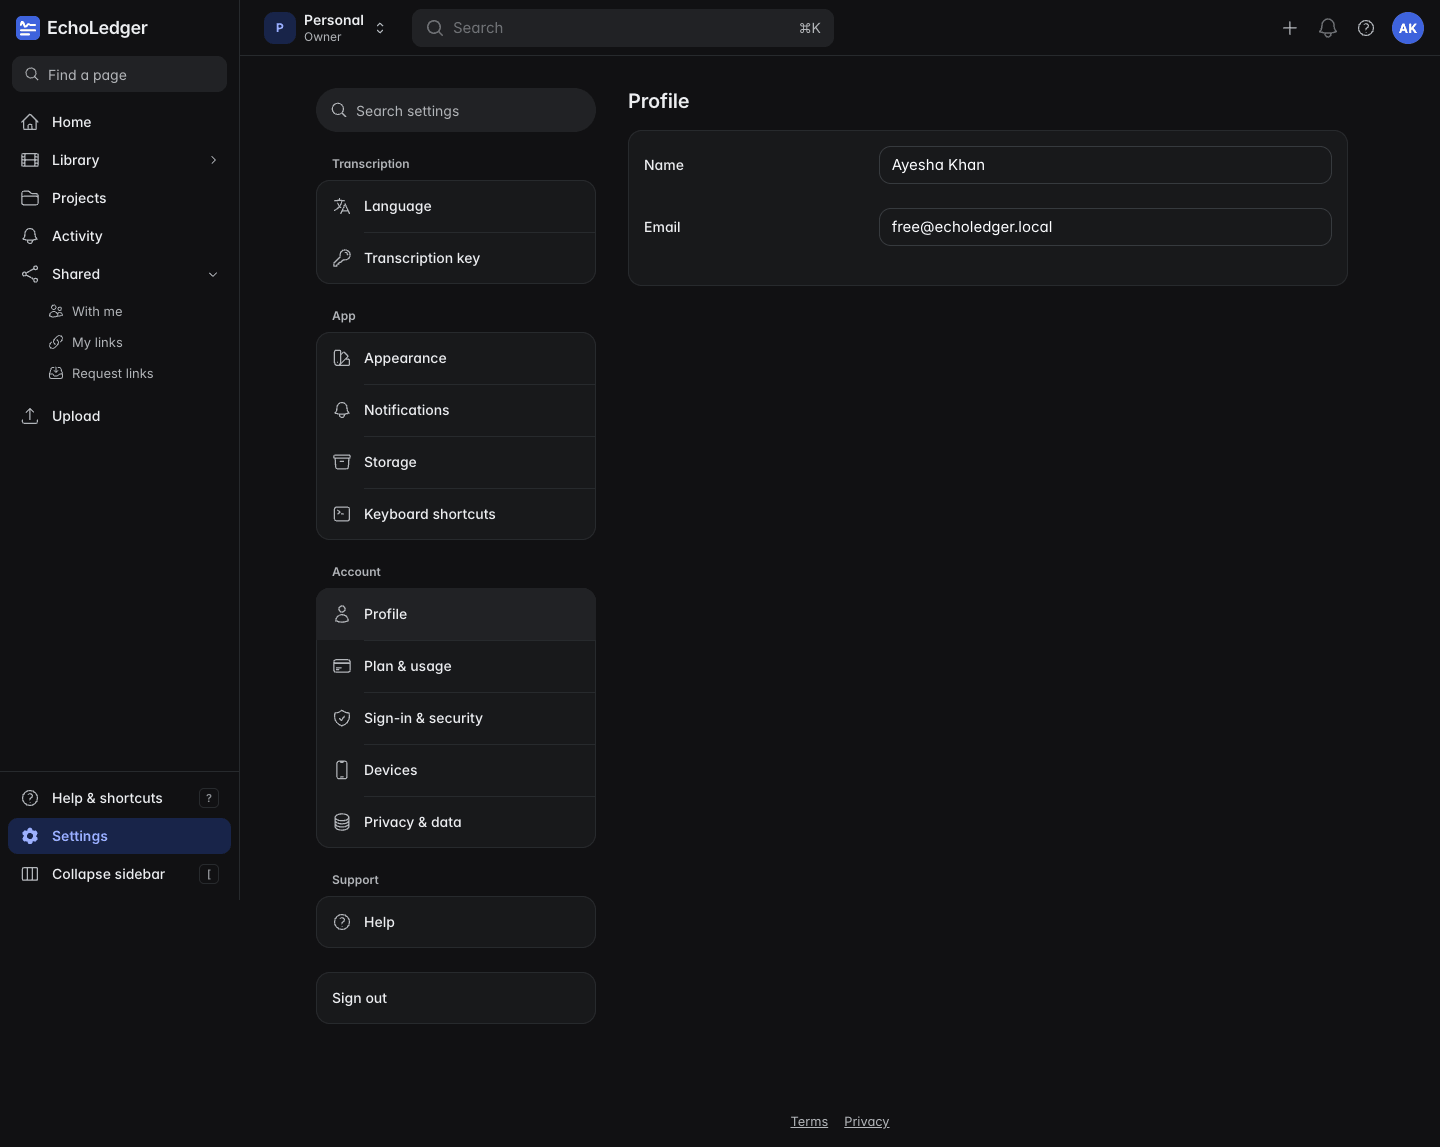 EchoLedger
Find a page
Home
Library
Projects
Activity
Shared
With me
My links
Request links
Upload
Help & shortcuts ?
Settings
Collapse sidebar [
P Personal
Owner
Search ⌘K
AK
Search settings
Transcription
Language
Transcription key
App
Appearance
Notifications
Storage
Keyboard shortcuts
Account
Profile
Plan & usage
Sign-in & security
Devices
Privacy & data
Support
Help
Sign out
Profile
Name Ayesha Khan
Email free@echoledger.local
Terms Privacy